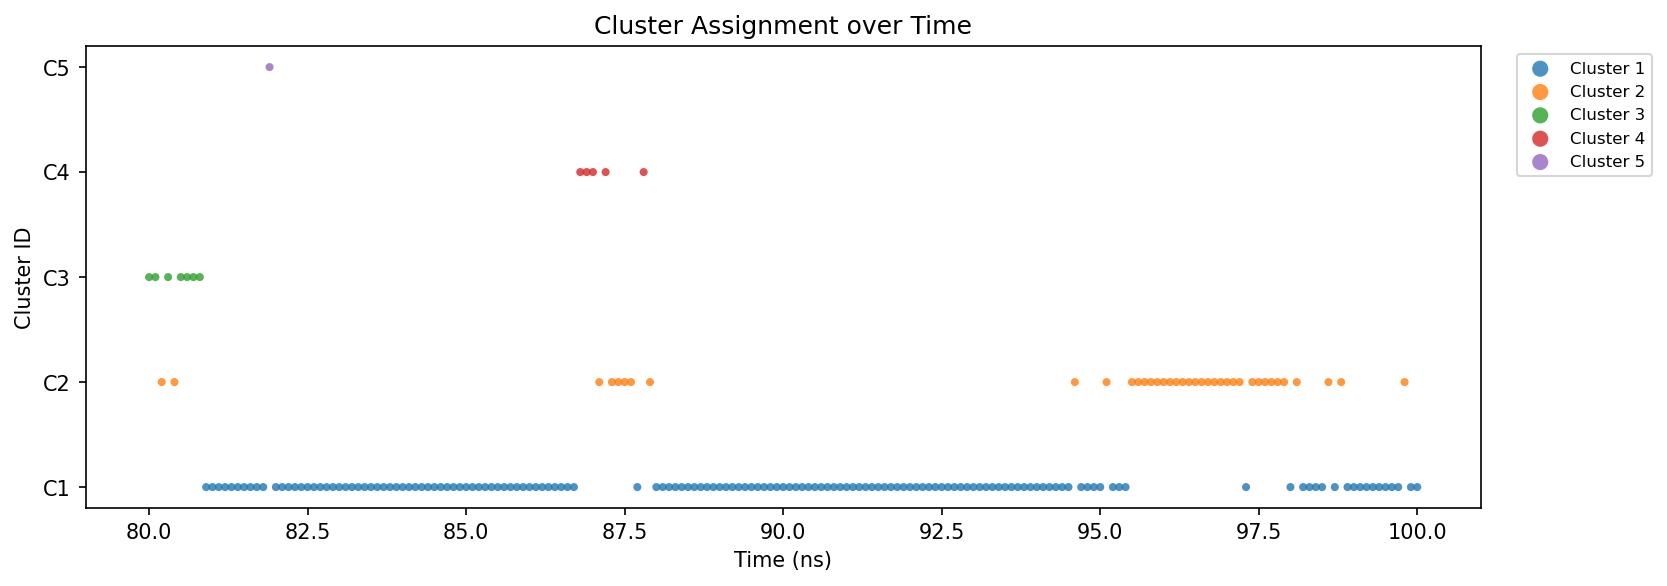 Cluster Assignment over Time
Cluster ID
C5
C4
C3
C2
C1
80.0 82.5 85.0 87.5 90.0 92.5 95.0 97.5 100.0
Time (ns)
Cluster 1
Cluster 2
Cluster 3
Cluster 4
Cluster 5